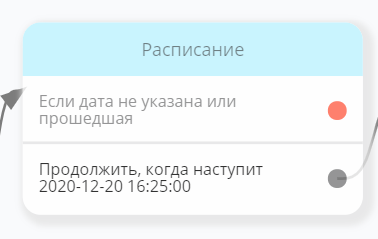 Расписание
Если дата не указана или
прошедшая
Продолжить, когда наступит
2020-12-20 16:25:00